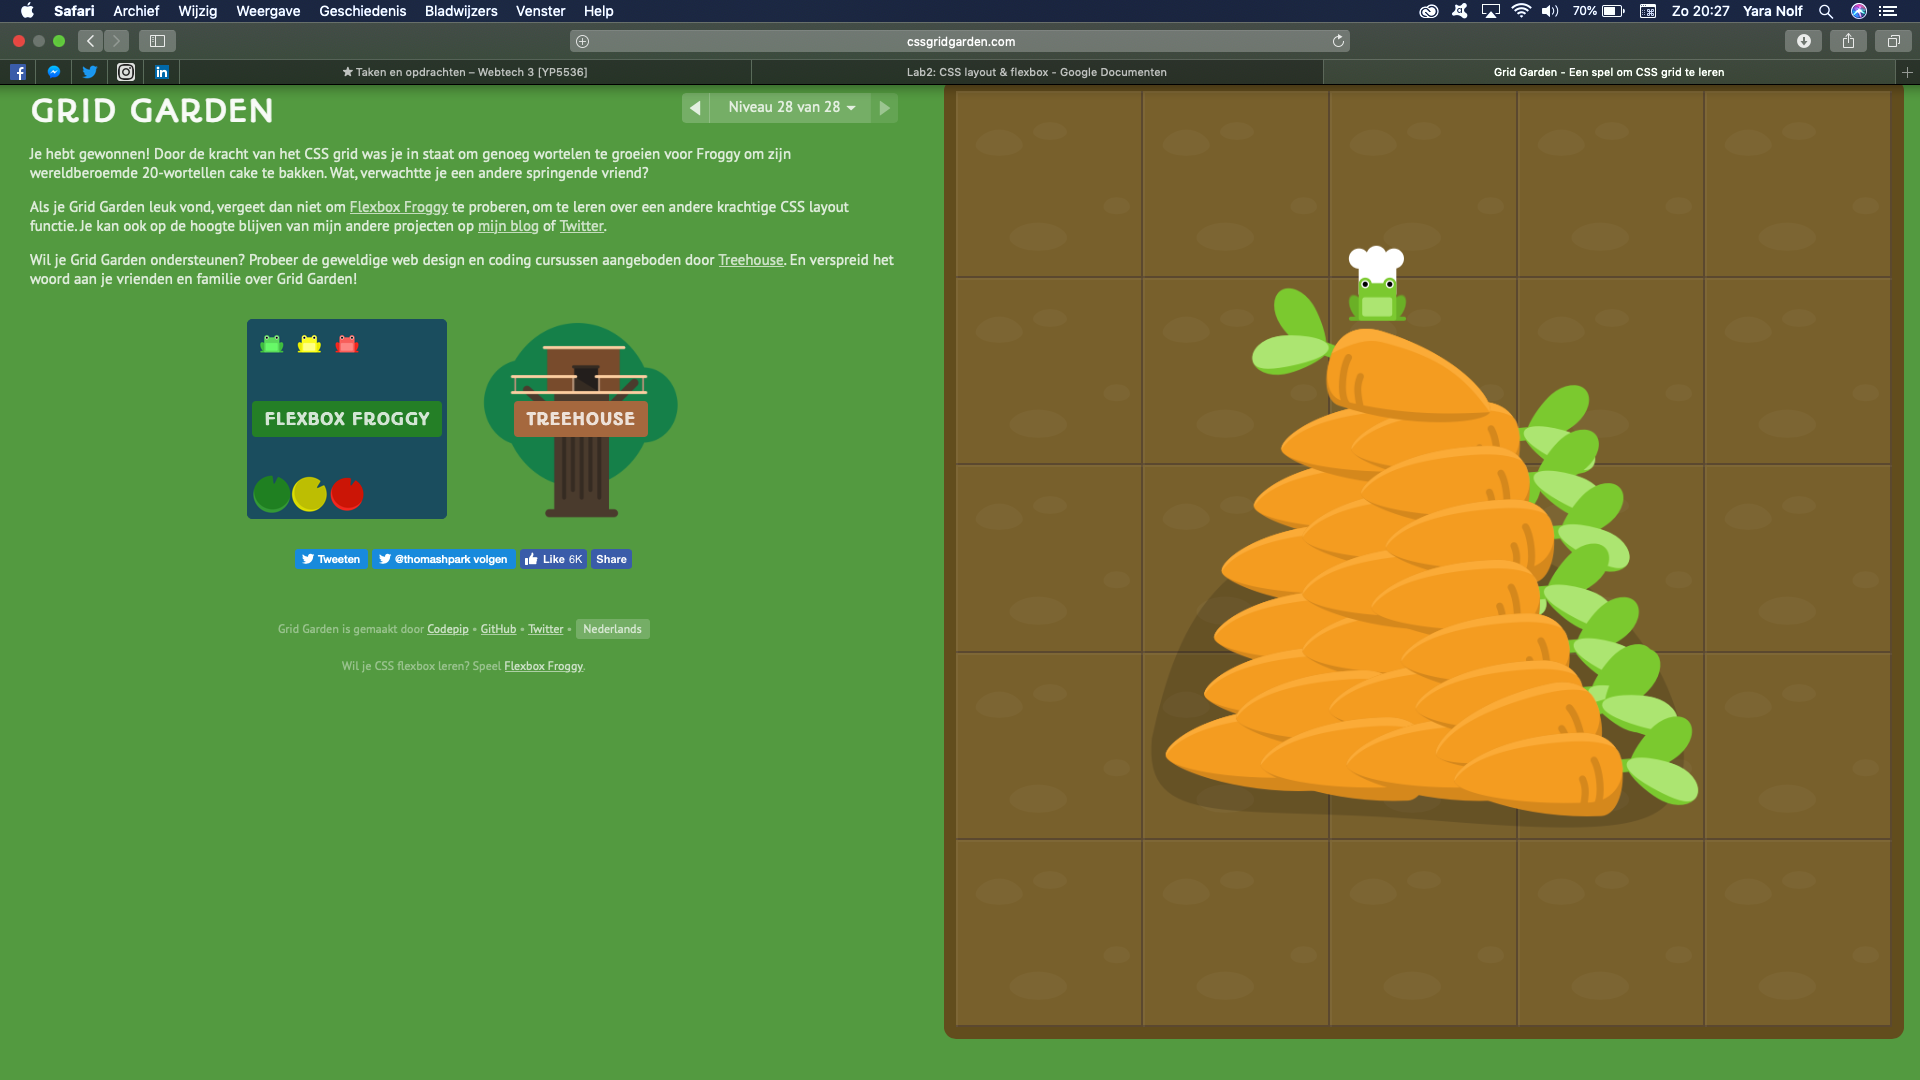 Safari Archief Wijzig Weergave Geschiedenis Bladwijzers Venster Help 70% Zo 20:27 Yara Nolf
cssgridgarden.com
★ Taken en opdrachten – Webtech 3 [YP5536] Lab2: CSS layout & flexbox - Google Documenten Grid Garden - Een spel om CSS grid te leren
GRID GARDEN
Niveau 28 van 28
Je hebt gewonnen! Door de kracht van het CSS grid was je in staat om genoeg wortelen te groeien voor Froggy om zijn
wereldberoemde 20-wortellen cake te bakken. Wat, verwachtte je een andere springende vriend?
Als je Grid Garden leuk vond, vergeet dan niet om Flexbox Froggy te proberen, om te leren over een andere krachtige CSS layout
functie. Je kan ook op de hoogte blijven van mijn andere projecten op mijn blog of Twitter.
Wil je Grid Garden ondersteunen? Probeer de geweldige web design en coding cursussen aangeboden door Treehouse. En verspreid het
woord aan je vrienden en familie over Grid Garden!
FLEXBOX FROGGY
TREEHOUSE
Tweeten @thomashpark volgen Like 6K Share
Grid Garden is gemaakt door Codepip • GitHub • Twitter • Nederlands
Wil je CSS flexbox leren? Speel Flexbox Froggy.